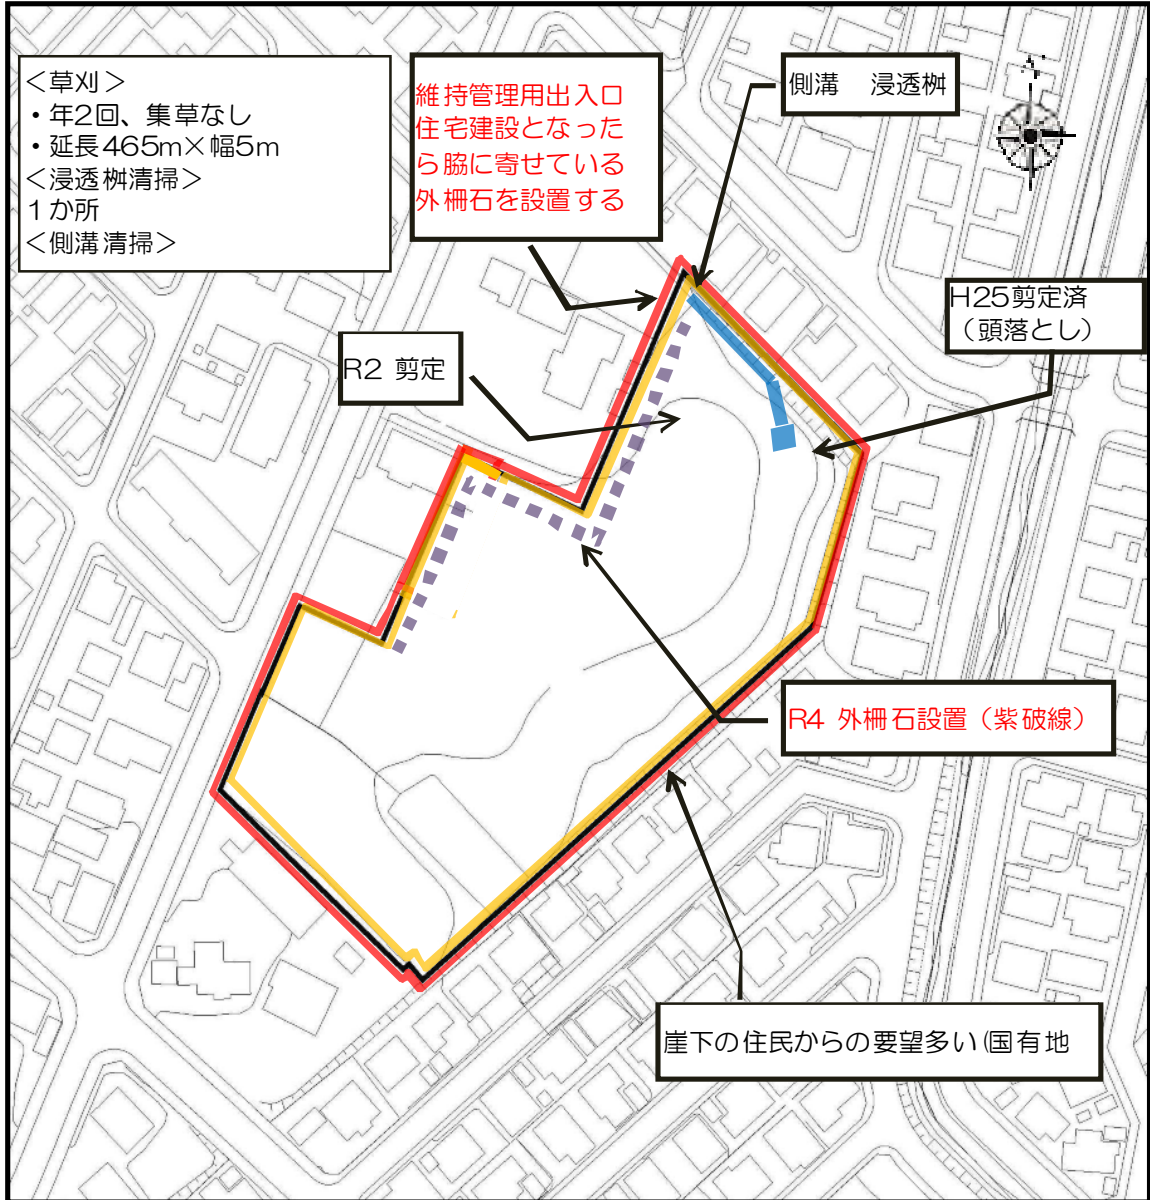 ＜草刈＞
・年2回、集草なし
・延長465m×幅5m
＜浸透桝清掃＞
１か所
＜側溝清掃＞
維持管理用出入口
住宅建設となった
ら脇に寄せている
外柵石を設置する
側溝　浸透桝
H25剪定済
（頭落とし）
R2 剪定
R4 外柵石設置（紫破線）
崖下の住民からの要望多い(国有地